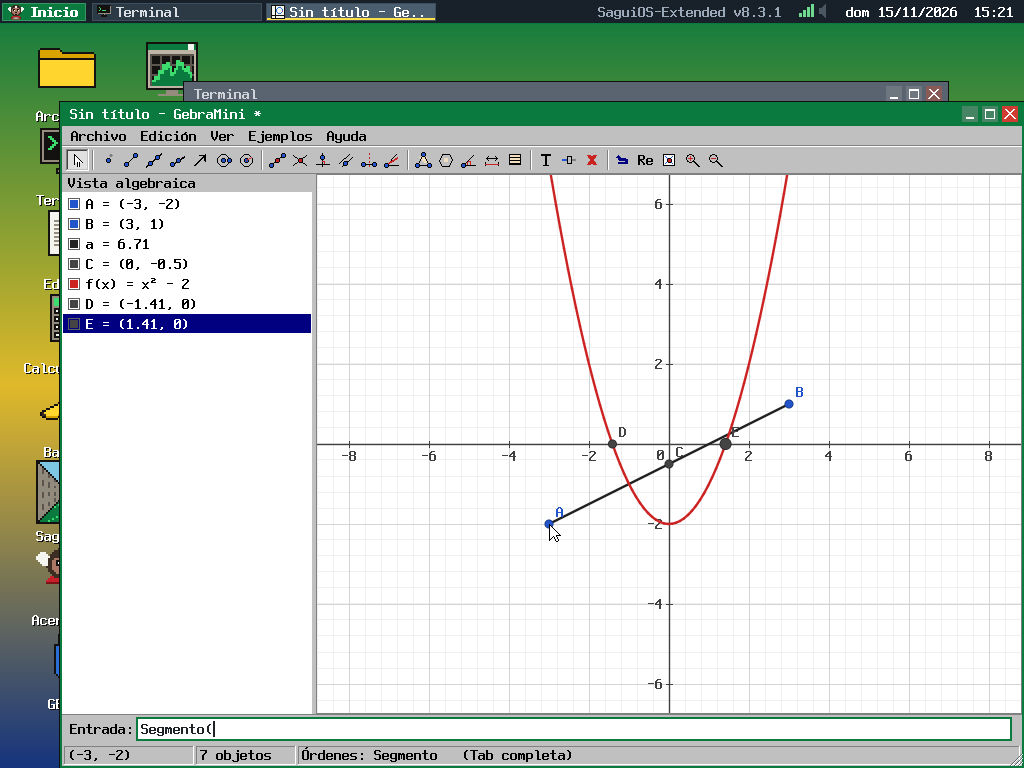 Inicio Terminal Sin título - Ge.. SaguiOS-Extended v8.3.1 dom 15/11/2026 15:21
Terminal
Sin título - GebraMini *
Archivo Edición Ver Ejemplos Ayuda
T Re
Vista algebraica
A = (-3, -2)
B = (3, 1)
a = 6.71
C = (0, -0.5)
f(x) = x² - 2
D = (-1.41, 0)
E = (1.41, 0)
6
4
2
B
D
E
C
-8 -6 -4 -2 0 2 4 6 8
A
-2
-4
-6
Entrada: Segmento(
(-3, -2) 7 objetos Órdenes: Segmento (Tab completa)